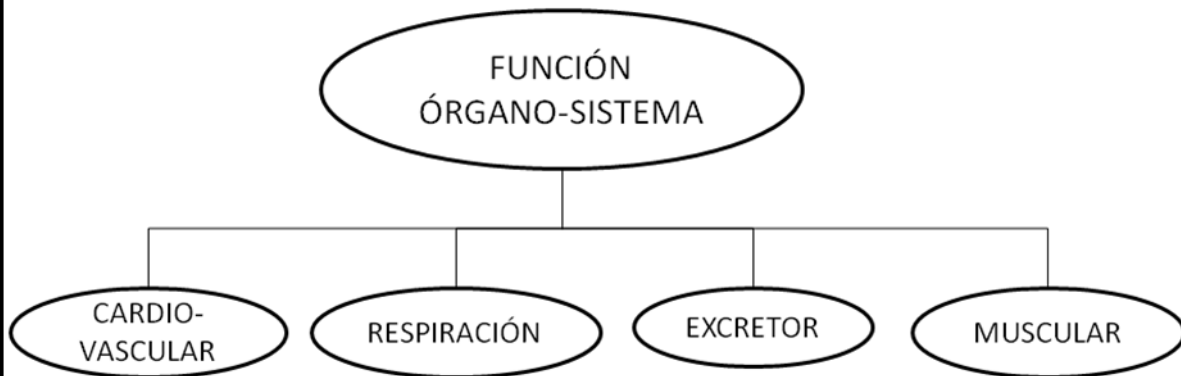 FUNCIÓN
ÓRGANO-SISTEMA
CARDIO-
VASCULAR
RESPIRACIÓN
EXCRETOR
MUSCULAR